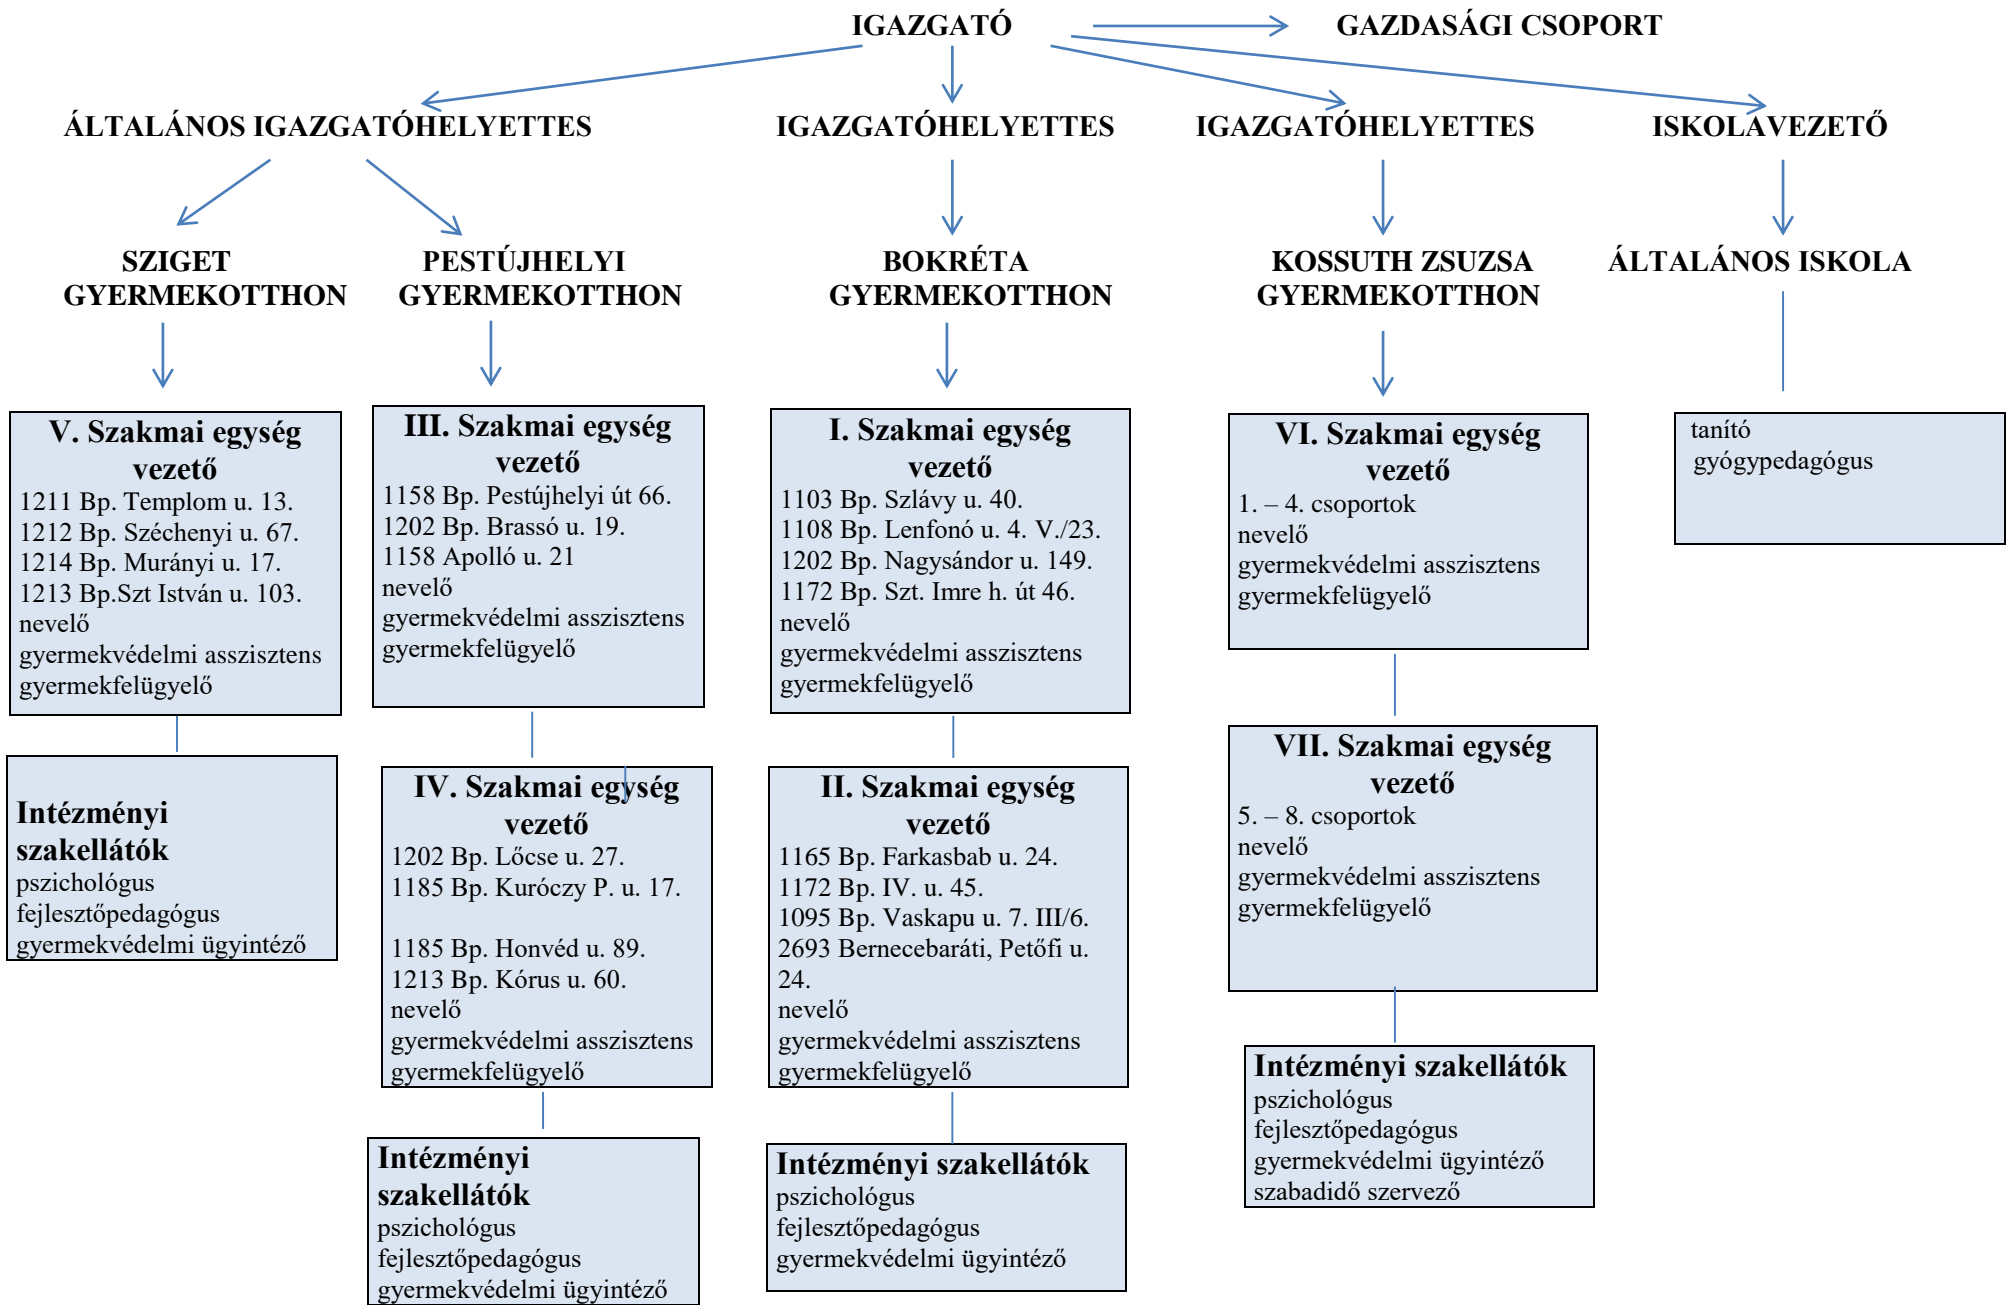 IGAZGATÓ
GAZDASÁGI CSOPORT
ÁLTALÁNOS IGAZGATÓHELYETTES
IGAZGATÓHELYETTES
IGAZGATÓHELYETTES
ISKOLAVEZETŐ
SZIGET
GYERMEKOTTHON
PESTÚJHELYI
GYERMEKOTTHON
BOKRÉTA
GYERMEKOTTHON
KOSSUTH ZSUZSA
GYERMEKOTTHON
ÁLTALÁNOS ISKOLA
V. Szakmai egység
vezető
1211 Bp. Templom u. 13.
1212 Bp. Széchenyi u. 67.
1214 Bp. Murányi u. 17.
1213 Bp.Szt István u. 103.
nevelő
gyermekvédelmi asszisztens
gyermekfelügyelő
III. Szakmai egység
vezető
1158 Bp. Pestújhelyi út 66.
1202 Bp. Brassó u. 19.
1158 Apolló u. 21
nevelő
gyermekvédelmi asszisztens
gyermekfelügyelő
I. Szakmai egység
vezető
1103 Bp. Szlávy u. 40.
1108 Bp. Lenfonó u. 4. V./23.
1202 Bp. Nagysándor u. 149.
1172 Bp. Szt. Imre h. út 46.
nevelő
gyermekvédelmi asszisztens
gyermekfelügyelő
VI. Szakmai egység
vezető
1. – 4. csoportok
nevelő
gyermekvédelmi asszisztens
gyermekfelügyelő
tanító
gyógypedagógus
Intézményi
szakellátók
pszichológus
fejlesztőpedagógus
gyermekvédelmi ügyintéző
IV. Szakmai egység
vezető
1202 Bp. Lőcse u. 27.
1185 Bp. Kuróczy P. u. 17.
1185 Bp. Honvéd u. 89.
1213 Bp. Kórus u. 60.
nevelő
gyermekvédelmi asszisztens
gyermekfelügyelő
II. Szakmai egység
vezető
1165 Bp. Farkasbab u. 24.
1172 Bp. IV. u. 45.
1095 Bp. Vaskapu u. 7. III/6.
2693 Bernecebaráti, Petőfi u.
24.
nevelő
gyermekvédelmi asszisztens
gyermekfelügyelő
VII. Szakmai egység
vezető
5. – 8. csoportok
nevelő
gyermekvédelmi asszisztens
gyermekfelügyelő
Intézményi
szakellátók
pszichológus
fejlesztőpedagógus
gyermekvédelmi ügyintéző
Intézményi szakellátók
pszichológus
fejlesztőpedagógus
gyermekvédelmi ügyintéző
Intézményi szakellátók
pszichológus
fejlesztőpedagógus
gyermekvédelmi ügyintéző
szabadidő szervező